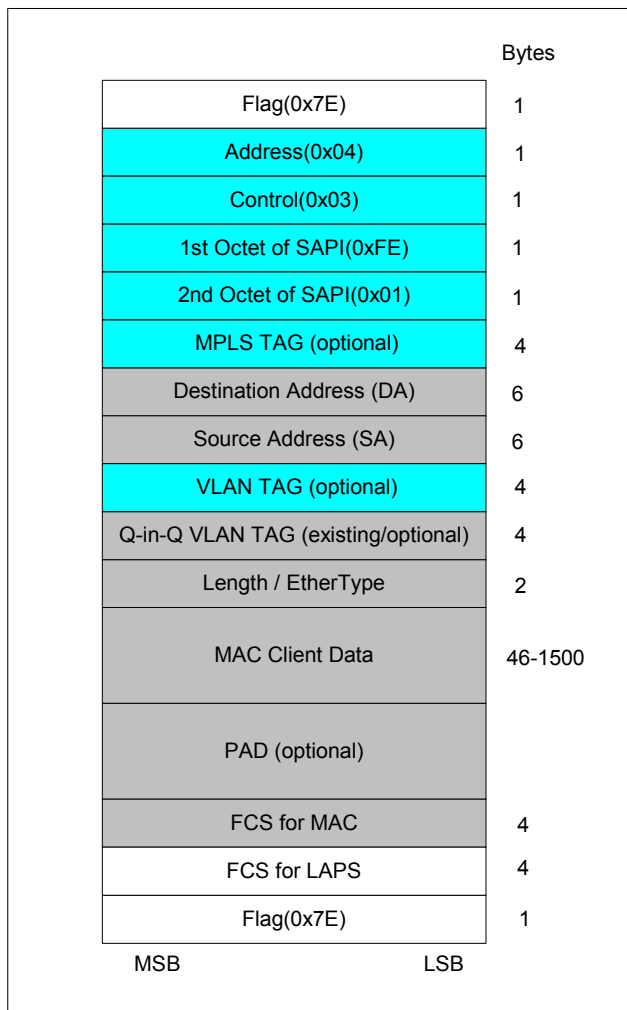 Bytes
Flag(0x7E) 1
Address(0x04) 1
Control(0x03) 1
1st Octet of SAPI(0xFE) 1
2nd Octet of SAPI(0x01) 1
MPLS TAG (optional) 4
Destination Address (DA) 6
Source Address (SA) 6
VLAN TAG (optional) 4
Q-in-Q VLAN TAG (existing/optional) 4
Length / EtherType 2
MAC Client Data 46-1500
PAD (optional)
FCS for MAC 4
FCS for LAPS 4
Flag(0x7E) 1
MSB LSB